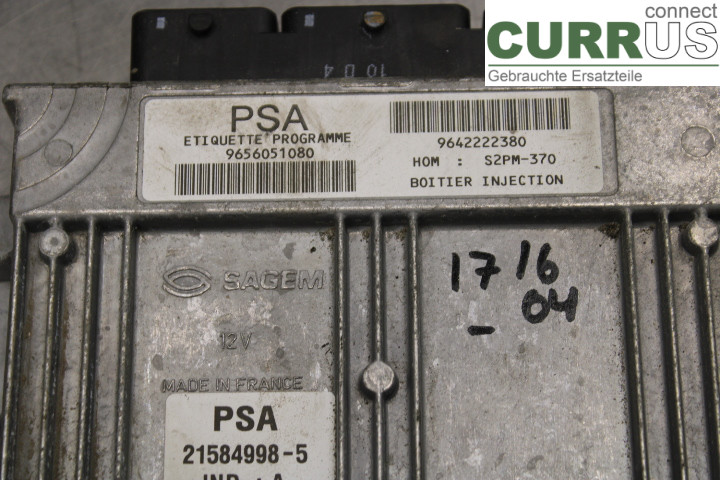 connect
CURRUS
Gebrauchte Ersatzteile
10 D 4
PSA
ETIQUETTE PROGRAMME
9656051080
9642222380
HOM : S2PM-370
BOITIER INJECTION
SAGEM
12V
MADE IN FRANCE
17 16
- 04
PSA
21584998-5
IND : A